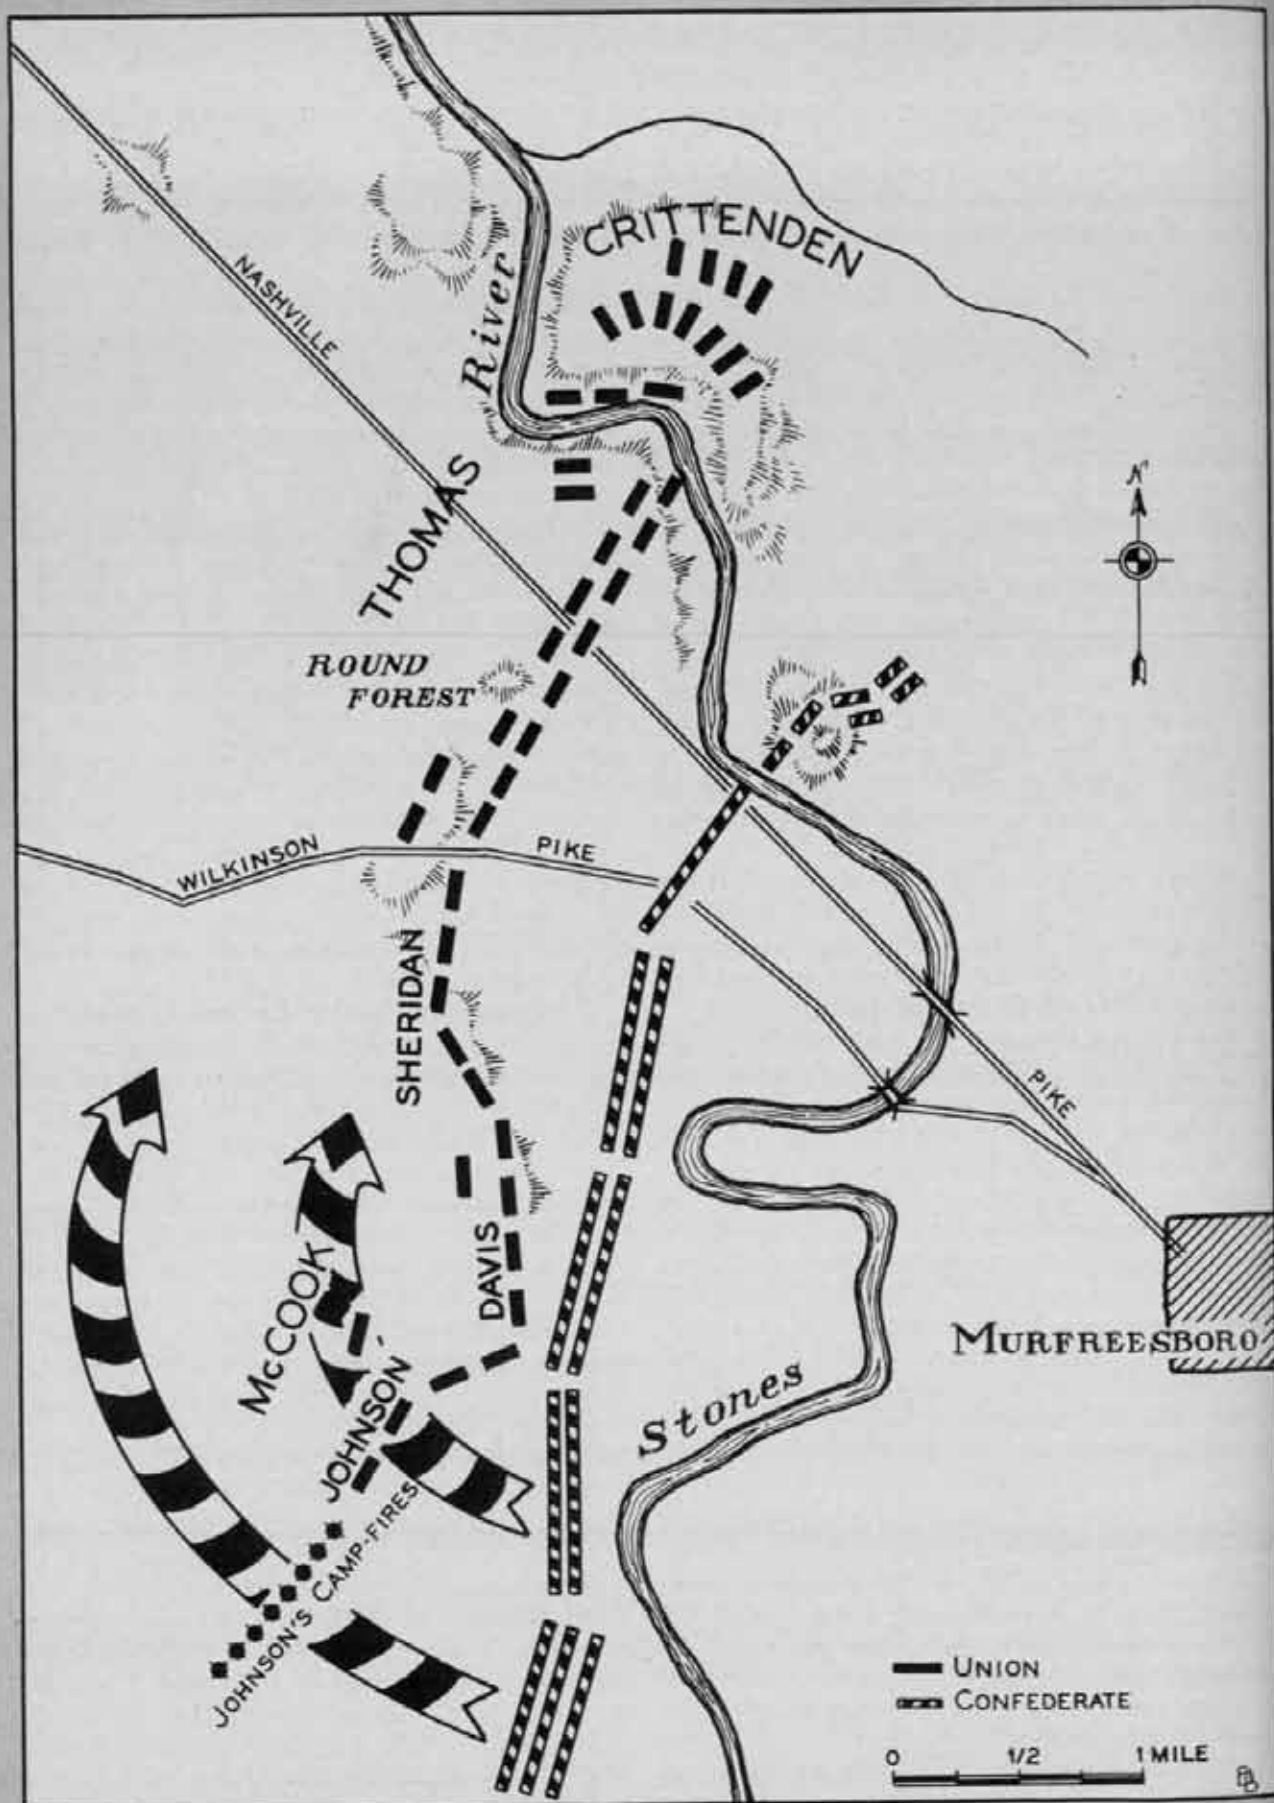 CRITTENDEN
River
NASHVILLE
N
THOMAS
ROUND
FOREST
WILKINSON
PIKE
SHERIDAN
PIKE
DAVIS
McCOOK
MURFREESBORO
JOHNSON
Stones
JOHNSON'S CAMP-FIRES
UNION
CONFEDERATE
0 1/2 1 MILE